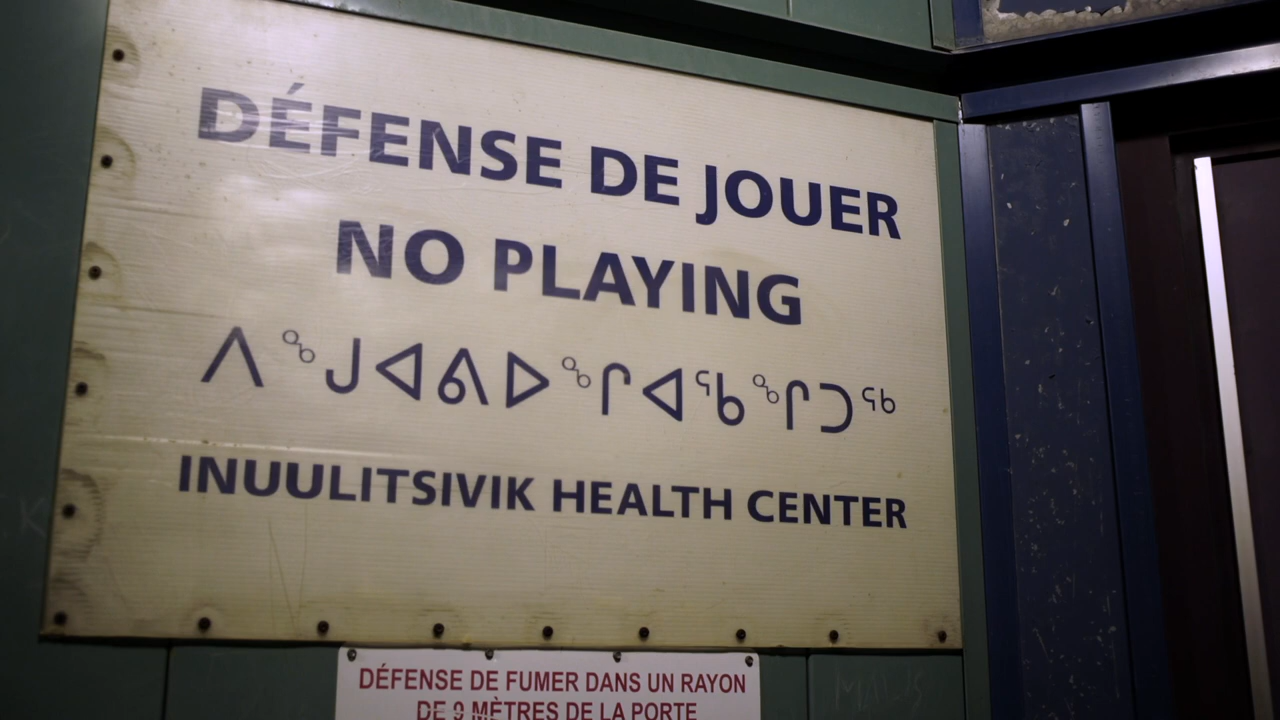 DÉFENSE DE JOUER
NO PLAYING
ᐱᖕᒍᐊᕕᐅᖕᒋᐊᖃᖕᒋᑐᖅ
INUULITSIVIK HEALTH CENTER
DÉFENSE DE FUMER DANS UN RAYON
DE 9 MÈTRES DE LA PORTE